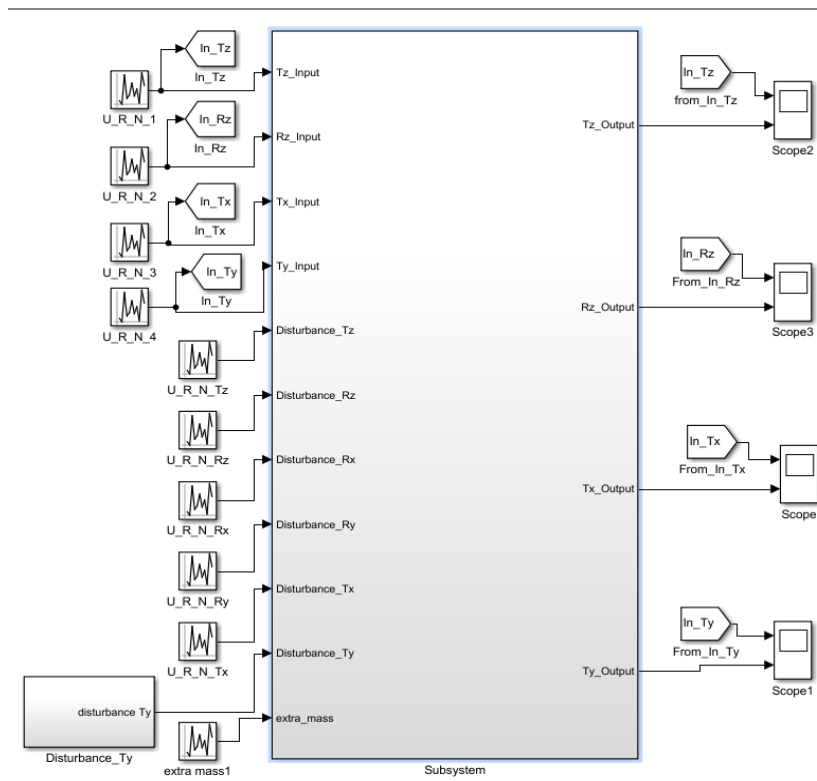 In_Tz
In_Tz
U_R_N_1
In_Rz
In_Rz
U_R_N_2
In_Tx
In_Tx
U_R_N_3
In_Ty
In_Ty
U_R_N_4
U_R_N_Tz
U_R_N_Rz
U_R_N_Rx
U_R_N_Ry
U_R_N_Tx
disturbance Ty
Disturbance_Ty
extra mass1
Tz_Input
Rz_Input
Tx_Input
Ty_Input
Disturbance_Tz
Disturbance_Rz
Disturbance_Rx
Disturbance_Ry
Disturbance_Tx
Disturbance_Ty
extra_mass
Tz_Output
Rz_Output
Tx_Output
Ty_Output
Subsystem
In_Tz
from_In_Tz
Scope2
In_Rz
From_In_Rz
Scope3
In_Tx
From_In_Tx
Scope
In_Ty
From_In_Ty
Scope1